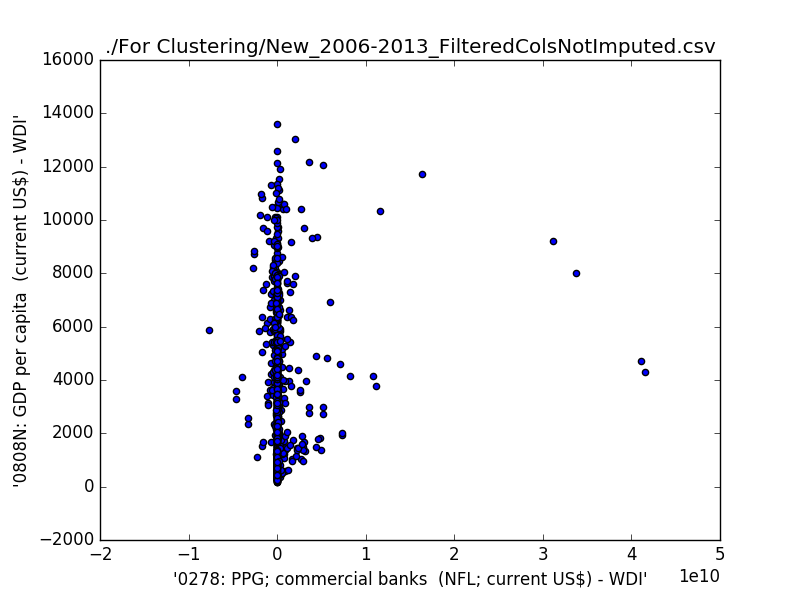 ./For Clustering/New_2006-2013_FilteredColsNotImputed.csv
16000
14000
12000
10000
8000
6000
4000
2000
0
−2000
'0808N: GDP per capita  (current US$) - WDI'
−2 −1 0 1 2 3 4 5
1e10
'0278: PPG; commercial banks  (NFL; current US$) - WDI'